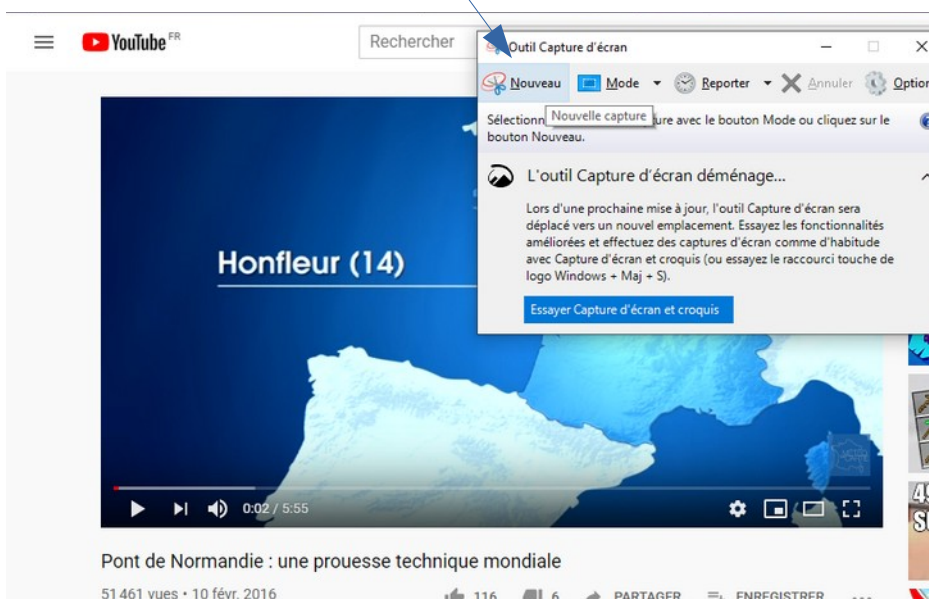 YouTube FR
Rechercher
Outil Capture d'écran
Nouveau Mode Reporter Annuler Option
Nouvelle capture
Sélectionn ure avec le bouton Mode ou cliquez sur le
bouton Nouveau.
L'outil Capture d'écran déménage...
Lors d'une prochaine mise à jour, l'outil Capture d'écran sera
déplacé vers un nouvel emplacement. Essayez les fonctionnalités
améliorées et effectuez des captures d'écran comme d'habitude
avec Capture d'écran et croquis (ou essayez le raccourci touche de
logo Windows + Maj + S).
Essayer Capture d'écran et croquis
Honfleur (14)
0:02 / 5:55
Pont de Normandie : une prouesse technique mondiale
51 461 vues • 10 févr. 2016
116 6 PARTAGER ENREGISTRER ...